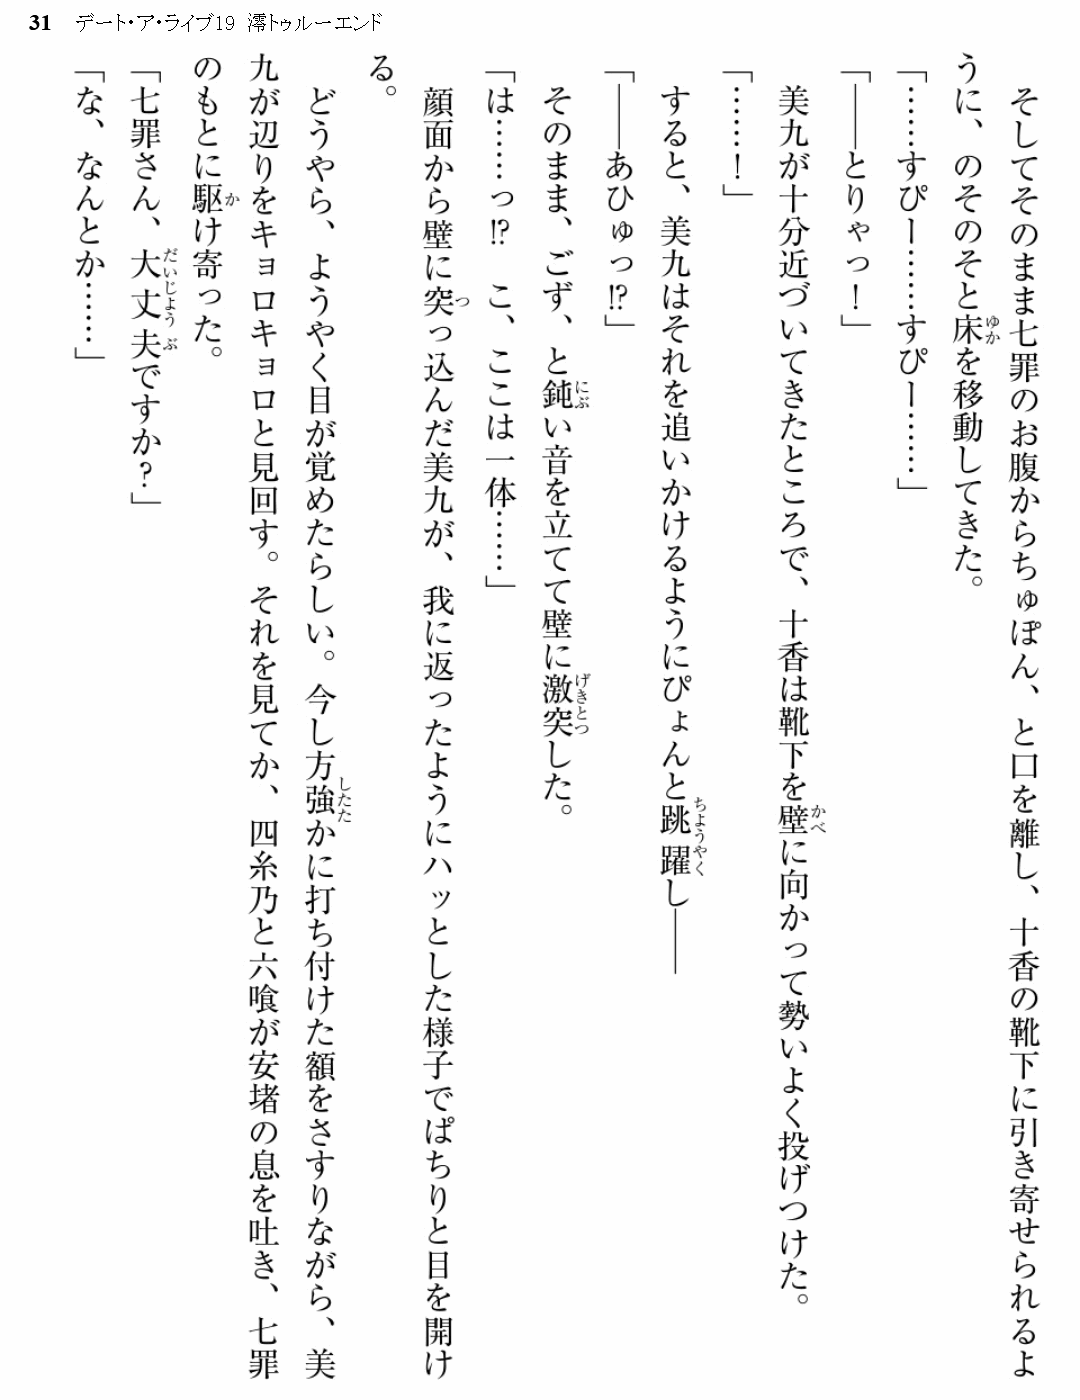 31 デート・ア・ライブ19 澪トゥルーエンド
そしてそのまま七罪のお腹からちゅぽん、と口を離し、十香の靴下に引き寄せられるよ
うに、のそのそと床を移動してきた。
「……すぴー……すぴー……」
「――とりゃっ！」
美九が十分近づいてきたところで、十香は靴下を壁に向かって勢いよく投げつけた。
「……！」
すると、美九はそれを追いかけるようにぴょんと跳躍し――
「――あひゅっ!?」
そのまま、ごず、と鈍い音を立てて壁に激突した。
「は……っ!?　こ、ここは一体……」
顔面から壁に突っ込んだ美九が、我に返ったようにハッとした様子でぱちりと目を開け
る。
どうやら、ようやく目が覚めたらしい。今し方強かに打ち付けた額をさすりながら、美
九が辺りをキョロキョロと見回す。それを見てか、四糸乃と六喰が安堵の息を吐き、七罪
のもとに駆け寄った。
「七罪さん、大丈夫ですか？」
「な、なんとか……」